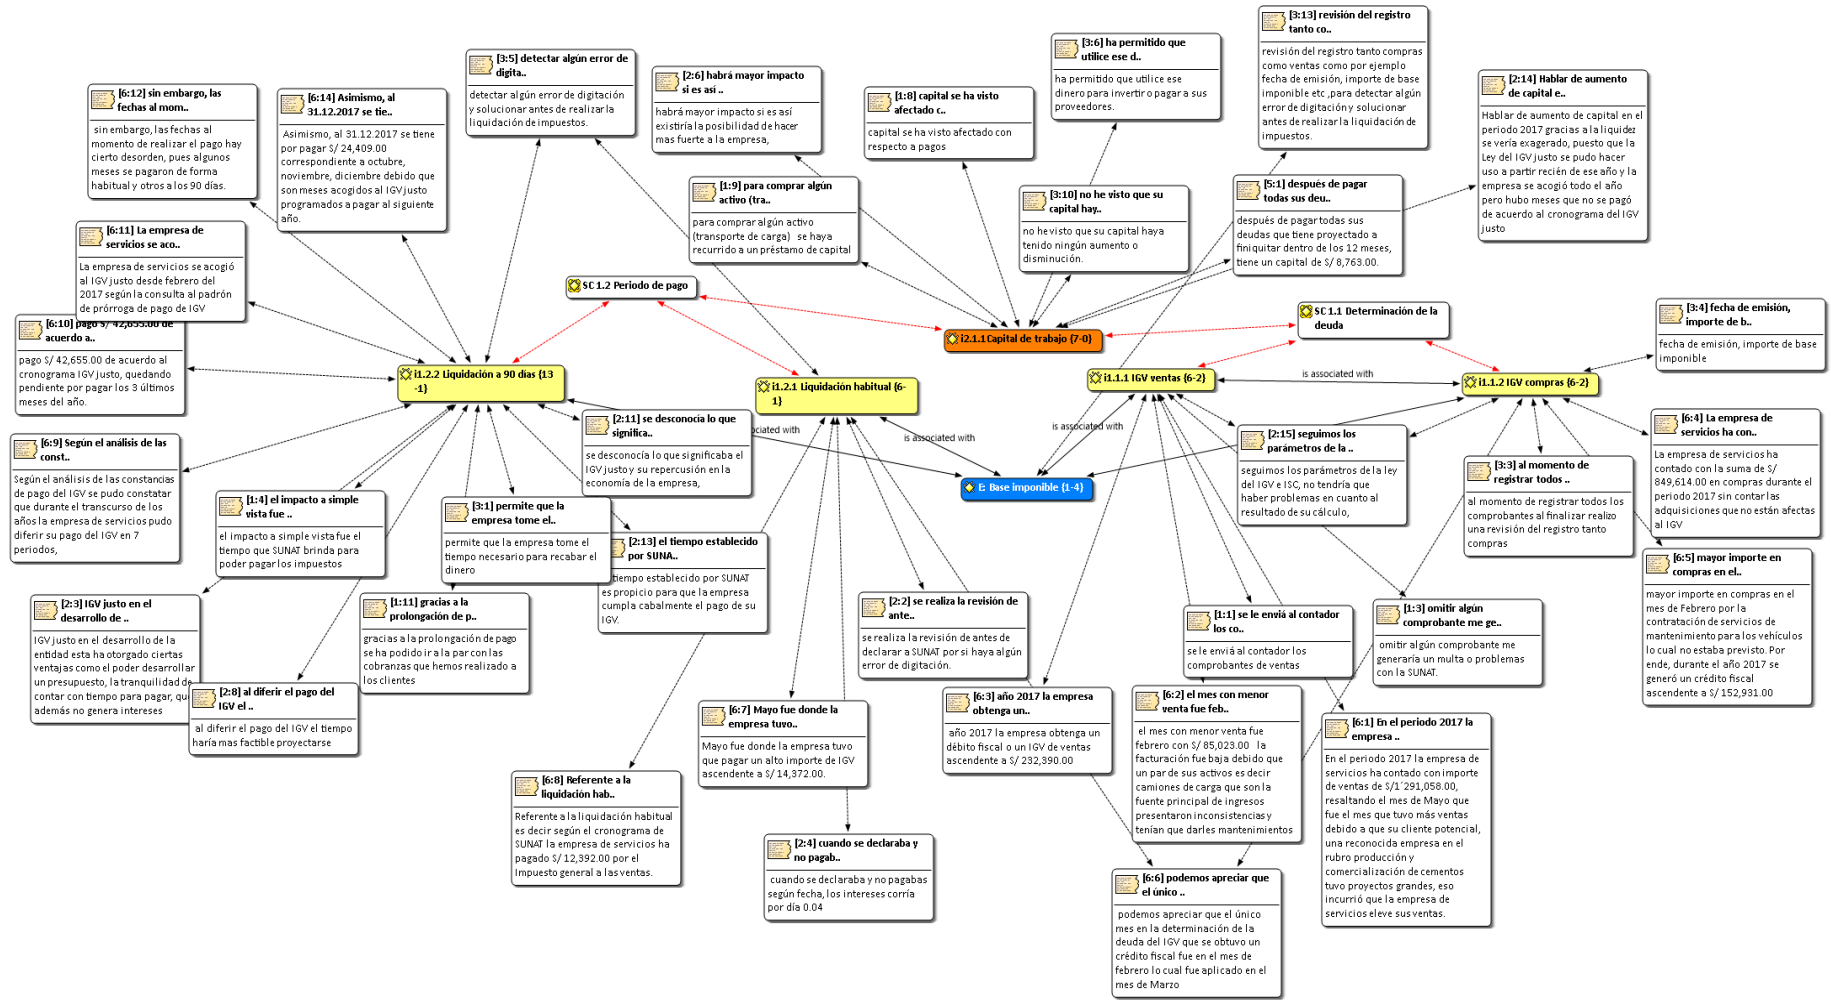 [3:13] revisión del registro
tanto co..
revisión del registro tanto compras
como ventas como por ejemplo
fecha de emisión, importe de base
imponible etc ,para detectar algún
error de digitación y solucionar
antes de realizar la liquidación de
impuestos.
[3:6] ha permitido que
utilice ese d..
ha permitido que utilice ese
dinero para invertir o pagar a sus
proveedores.
[3:5] detectar algún error de
digita..
detectar algún error de digitación
y solucionar antes de realizar la
liquidación de impuestos.
[2:6] habrá mayor impacto
si es así ..
habrá mayor impacto si es así
existiría la posibilidad de hacer
mas fuerte a la empresa,
[2:14] Hablar de aumento
de capital e..
Hablar de aumento de capital en el
periodo 2017 gracias a la liquidez
se vería exagerado, puesto que la
Ley del IGV justo se pudo hacer
uso a partir recién de ese año y la
empresa se acogió todo el año
pero hubo meses que no se pagó
de acuerdo al cronograma del IGV
justo
[6:12] sin embargo, las
fechas al mom..
sin embargo, las fechas al
momento de realizar el pago hay
cierto desorden, pues algunos
meses se pagaron de forma
habitual y otros a los 90 días.
[6:14] Asimismo, al
31.12.2017 se tie..
Asimismo, al 31.12.2017 se tiene
por pagar S/ 24,409.00
correspondiente a octubre,
noviembre, diciembre debido que
son meses acogidos al IGV justo
programados a pagar al siguiente
año.
[1:8] capital se ha visto
afectado c..
capital se ha visto afectado con
respecto a pagos
[1:9] para comprar algún
activo (tra..
para comprar algún activo
(transporte de carga) se haya
recurrido a un préstamo de capital
[3:10] no he visto que su
capital hay..
no he visto que su capital haya
tenido ningún aumento o
disminución.
[5:1] después de pagar
todas sus deu..
después de pagar todas sus
deudas que tiene proyectado a
finiquitar dentro de los 12 meses,
tiene un capital de S/ 8,763.00.
[6:11] La empresa de
servicios se aco..
La empresa de servicios se acogió
al IGV justo desde febrero del
2017 según la consulta al padrón
de prórroga de pago de IGV
SC 1.2 Periodo de pago
SC 1.1 Determinación de la
deuda
[3:4] fecha de emisión,
importe de b..
fecha de emisión, importe de base
imponible
[6:10] pago S/ 42,655.00 de
acuerdo a..
pago S/ 42,655.00 de acuerdo al
cronograma IGV justo, quedando
pendiente por pagar los 3 últimos
meses del año.
i2.1.1Capital de trabajo {7-0}
i1.2.2 Liquidación a 90 días {13
-1}
i1.2.1 Liquidación habitual {6-
1}
i1.1.1 IGV ventas {6-2}
is associated with
i1.1.2 IGV compras {6-2}
[2:11] se desconocía lo que
significa..
se desconocía lo que significaba el
IGV justo y su repercusión en la
economía de la empresa,
ociated with
is associated with
is associated with
E: Base imponible {1-4}
[2:15] seguimos los
parámetros de la ..
seguimos los parámetros de la ley
del IGV e ISC, no tendría que
haber problemas en cuanto al
resultado de su cálculo,
[6:4] La empresa de
servicios ha con..
La empresa de servicios ha
contado con la suma de S/
849,614.00 en compras durante el
periodo 2017 sin contar las
adquisiciones que no están afectas
al IGV
[3:3] al momento de
registrar todos ..
al momento de registrar todos los
comprobantes al finalizar realizo
una revisión del registro tanto
compras
[6:9] Según el análisis de las
const..
Según el análisis de las constancias
de pago del IGV se pudo constatar
que durante el transcurso de los
años la empresa de servicios pudo
diferir su pago del IGV en 7
periodos,
[1:4] el impacto a simple
vista fue ..
el impacto a simple vista fue el
tiempo que SUNAT brinda para
poder pagar los impuestos
[3:1] permite que la
empresa tome el..
permite que la empresa tome el
tiempo necesario para recabar el
dinero
[2:13] el tiempo establecido
por SUNA..
tiempo establecido por SUNAT
es propicio para que la empresa
cumpla cabalmente el pago de su
IGV.
[6:5] mayor importe en
compras en el..
mayor importe en compras en el
mes de Febrero por la
contratación de servicios de
mantenimiento para los vehículos
lo cual no estaba previsto. Por
ende, durante el año 2017 se
generó un crédito fiscal
ascendente a S/ 152,931.00
[2:3] IGV justo en el
desarrollo de ..
IGV justo en el desarrollo de la
entidad esta ha otorgado ciertas
ventajas como el poder desarrollar
un presupuesto, la tranquilidad de
contar con tiempo para pagar, que
además no genera intereses
[1:11] gracias a la
prolongación de p..
gracias a la prolongación de pago
se ha podido ir a la par con las
cobranzas que hemos realizado a
los clientes
[2:2] se realiza la revisión de
ante..
se realiza la revisión de antes de
declarar a SUNAT por si haya algún
error de digitación.
[1:1] se le enviá al contador
los co..
se le enviá al contador los
comprobantes de ventas
[1:3] omitir algún
comprobante me ge..
omitir algún comprobante me
generaría un multa o problemas
con la SUNAT.
[2:8] al diferir el pago del
IGV el ..
al diferir el pago del IGV el tiempo
haría mas factible proyectarse
[6:7] Mayo fue donde la
empresa tuvo..
Mayo fue donde la empresa tuvo
que pagar un alto importe de IGV
ascendente a S/ 14,372.00.
[6:3] año 2017 la empresa
obtenga un..
año 2017 la empresa obtenga un
débito fiscal o un IGV de ventas
ascendente a S/ 232,390.00
[6:2] el mes con menor
venta fue feb..
el mes con menor venta fue
febrero con S/ 85,023.00 la
facturación fue baja debido que
un par de sus activos es decir
camiones de carga que son la
fuente principal de ingresos
presentaron inconsistencias y
tenían que darles mantenimientos
[6:1] En el periodo 2017 la
empresa ..
En el periodo 2017 la empresa de
servicios ha contado con importe
de ventas de S/1´291,058.00,
resaltando el mes de Mayo que
fue el mes que tuvo más ventas
debido a que su cliente potencial,
una reconocida empresa en el
rubro producción y
comercialización de cementos
tuvo proyectos grandes, eso
incurrió que la empresa de
servicios eleve sus ventas.
[6:8] Referente a la
liquidación hab..
Referente a la liquidación habitual
es decir según el cronograma de
SUNAT la empresa de servicios ha
pagado S/ 12,392.00 por el
Impuesto general a las ventas.
[2:4] cuando se declaraba y
no pagab..
cuando se declaraba y no pagabas
según fecha, los intereses corría
por día 0.04
[6:6] podemos apreciar que
el único ..
podemos apreciar que el único
mes en la determinación de la
deuda del IGV que se obtuvo un
crédito fiscal fue en el mes de
febrero lo cual fue aplicado en el
mes de Marzo